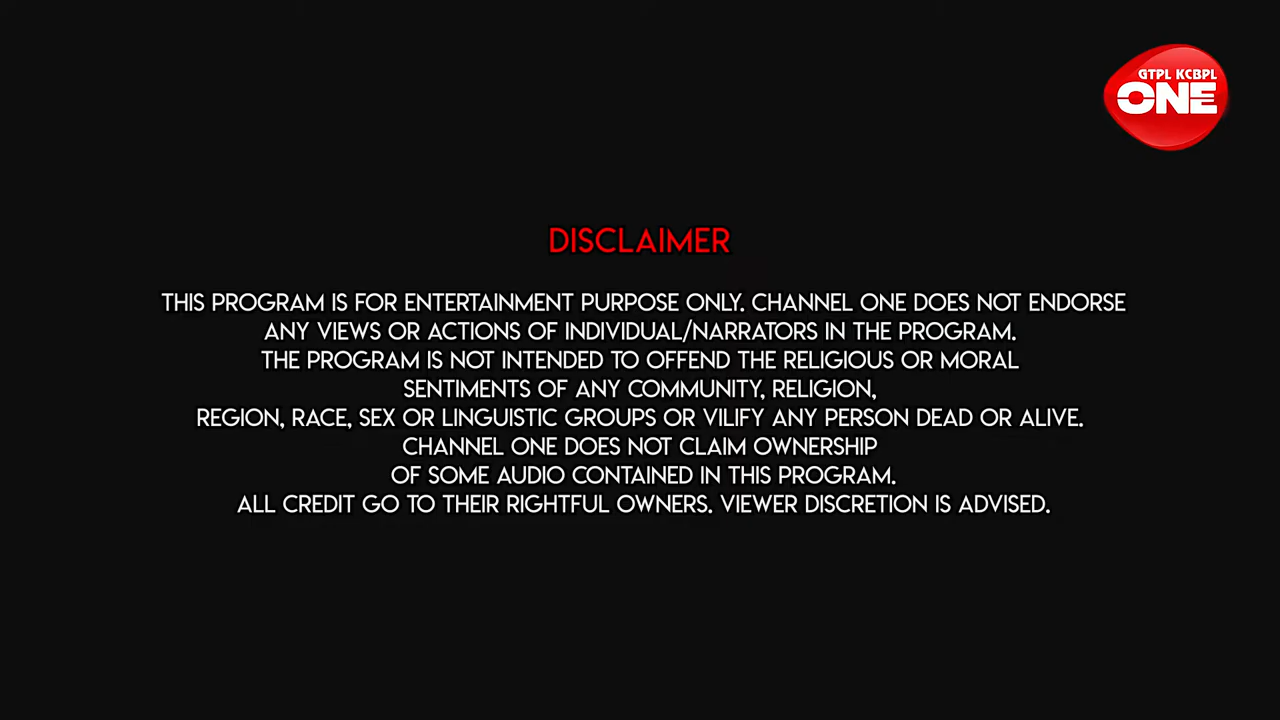 GTPL KCBPL
ONE
DISCLAIMER
THIS PROGRAM IS FOR ENTERTAINMENT PURPOSE ONLY. CHANNEL ONE DOES NOT ENDORSE
ANY VIEWS OR ACTIONS OF INDIVIDUAL/NARRATORS IN THE PROGRAM.
THE PROGRAM IS NOT INTENDED TO OFFEND THE RELIGIOUS OR MORAL
SENTIMENTS OF ANY COMMUNITY, RELIGION,
REGION, RACE, SEX OR LINGUISTIC GROUPS OR VILIFY ANY PERSON DEAD OR ALIVE.
CHANNEL ONE DOES NOT CLAIM OWNERSHIP
OF SOME AUDIO CONTAINED IN THIS PROGRAM.
ALL CREDIT GO TO THEIR RIGHTFUL OWNERS. VIEWER DISCRETION IS ADVISED.